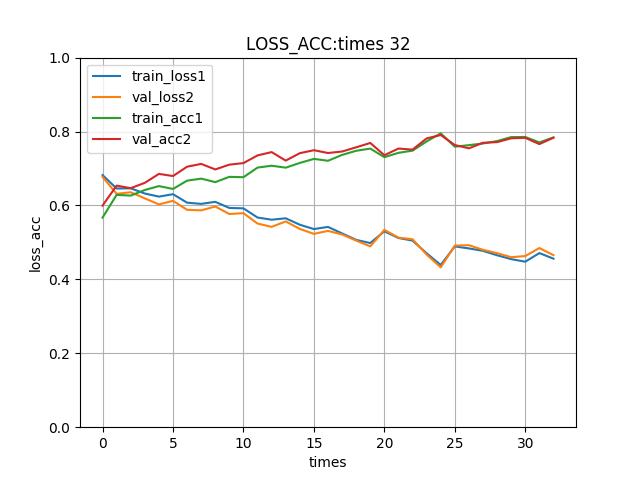 LOSS_ACC:times 32
1.0
0.8
0.6
0.4
0.2
0.0
loss_acc
train_loss1
val_loss2
train_acc1
val_acc2
0 5 10 15 20 25 30
times